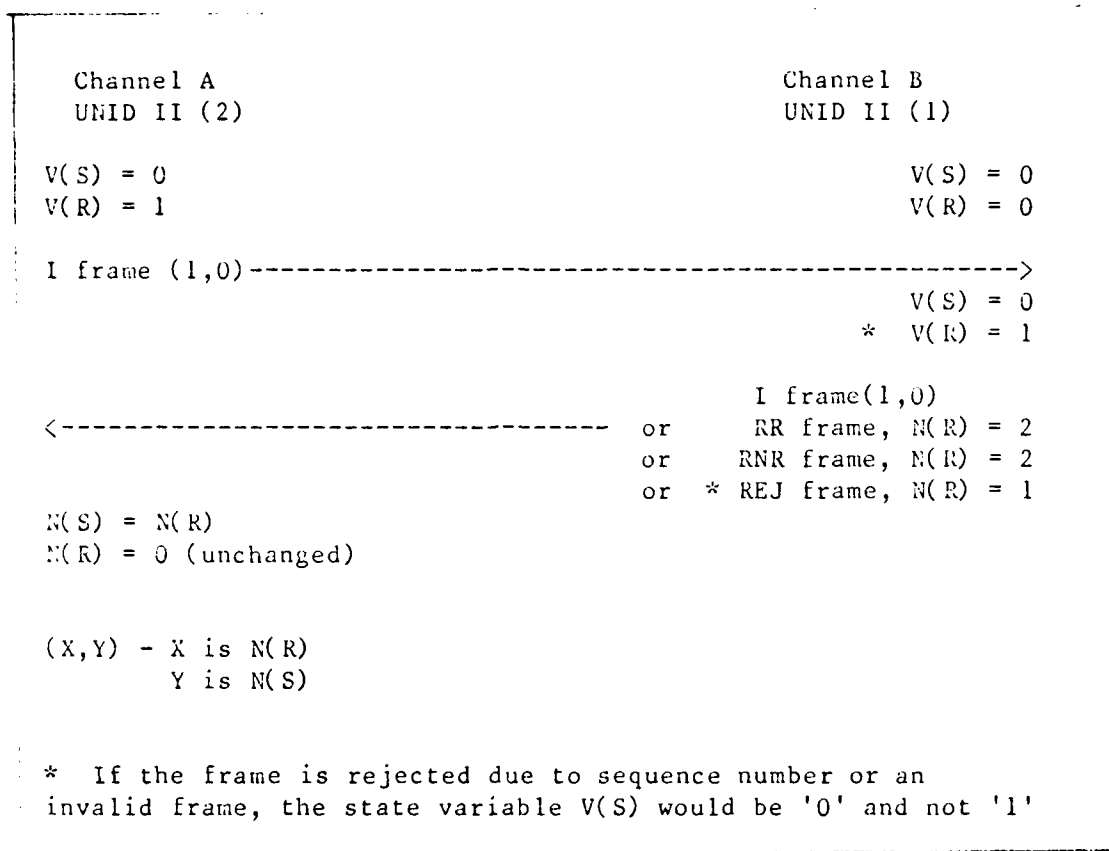 Channel A Channel B
UNID II (2) UNID II (1)
V(S) = 0 V(S) = 0
V(R) = 1 V(R) = 0
I frame (1,0)-------------------------------------------------->
V(S) = 0
* V(R) = 1
I frame(1,0)
<------------------------------------ or RR frame, N(R) = 2
or RNR frame, N(R) = 2
or * REJ frame, N(R) = 1
N(S) = N(R)
N(R) = 0 (unchanged)
(X,Y) - X is N(R)
Y is N(S)
* If the frame is rejected due to sequence number or an
invalid frame, the state variable V(S) would be '0' and not '1'